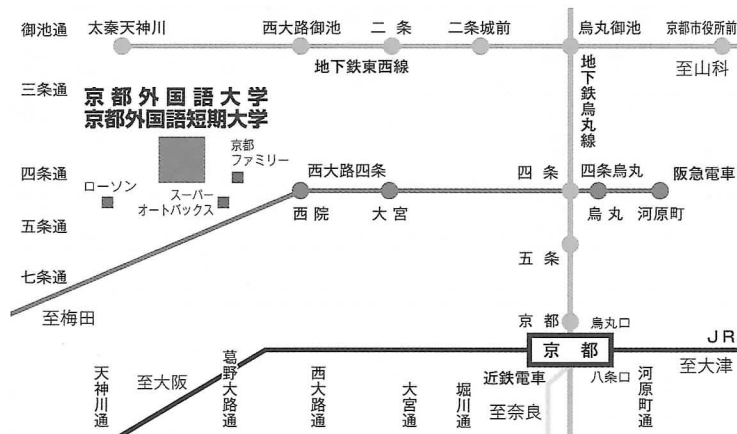 御池通
太秦天神川
西大路御池
二条
二条城前
烏丸御池
京都市役所前
地下鉄東西線
至山科
地下鉄烏丸線
三条通
京都外国語大学
京都外国語短期大学
京都
ファミリー
四条通
ローソン
スーパー
オートバックス
西大路四条
四条
四条烏丸
阪急電車
西院
大宮
烏丸
河原町
五条通
五条
七条通
至梅田
京都
烏丸口
京都
JR
至大津
近鉄電車
八条口
至奈良
至大阪
天神川通
葛野大路通
西大路通
大宮通
堀川通
河原町通